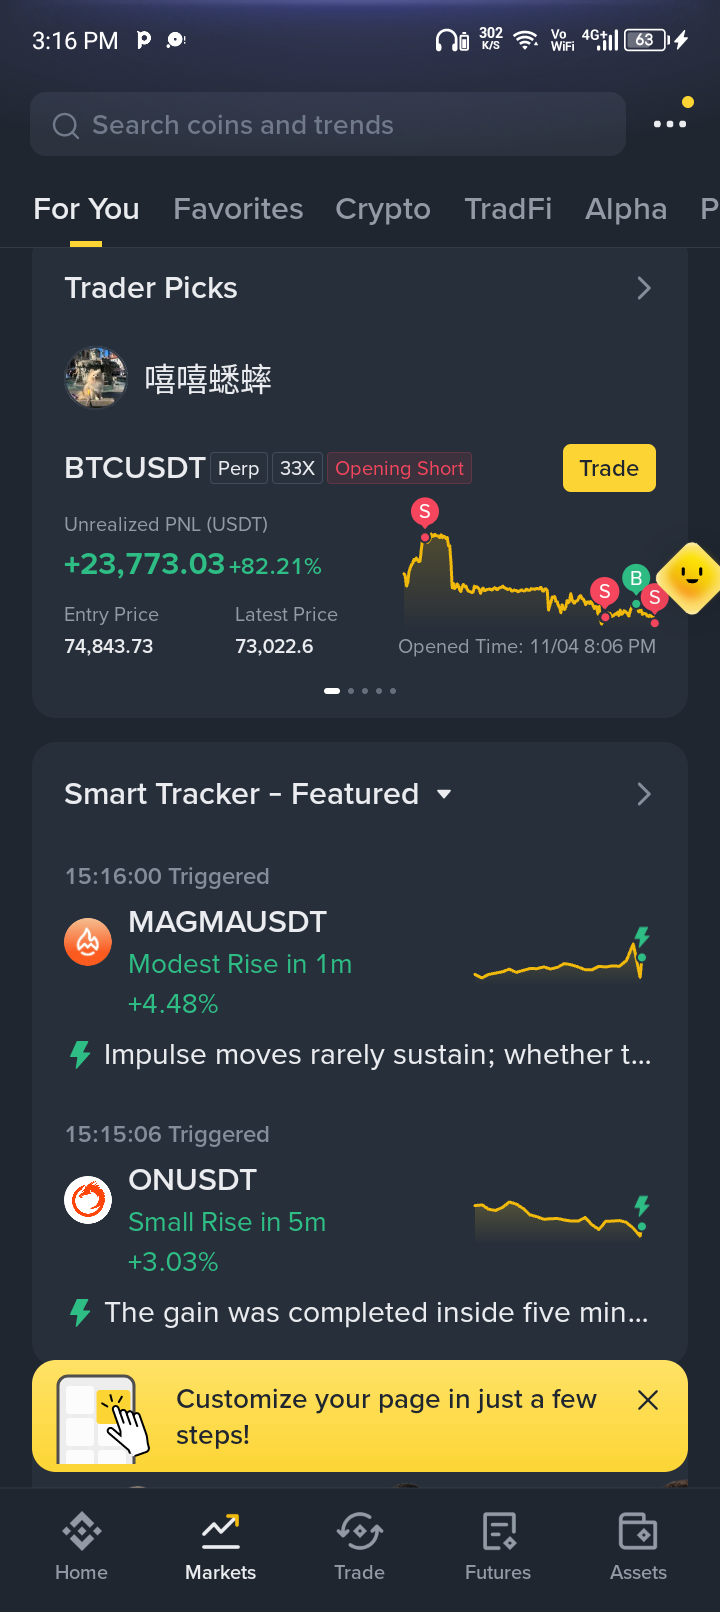 3:16 PM
302 K/S
Vo WiFi
4G+
63
Search coins and trends
For You Favorites Crypto TradFi Alpha P
Trader Picks
嘻嘻蟋蟀
BTCUSDT Perp 33X Opening Short
Trade
Unrealized PNL (USDT)
+23,773.03 +82.21%
Entry Price Latest Price
74,843.73 73,022.6
S
S
B
S
Opened Time: 11/04 8:06 PM
Smart Tracker - Featured
15:16:00 Triggered
MAGMAUSDT
Modest Rise in 1m
+4.48%
Impulse moves rarely sustain; whether t...
15:15:06 Triggered
ONUSDT
Small Rise in 5m
+3.03%
The gain was completed inside five min...
Customize your page in just a few
steps!
Home Markets Trade Futures Assets